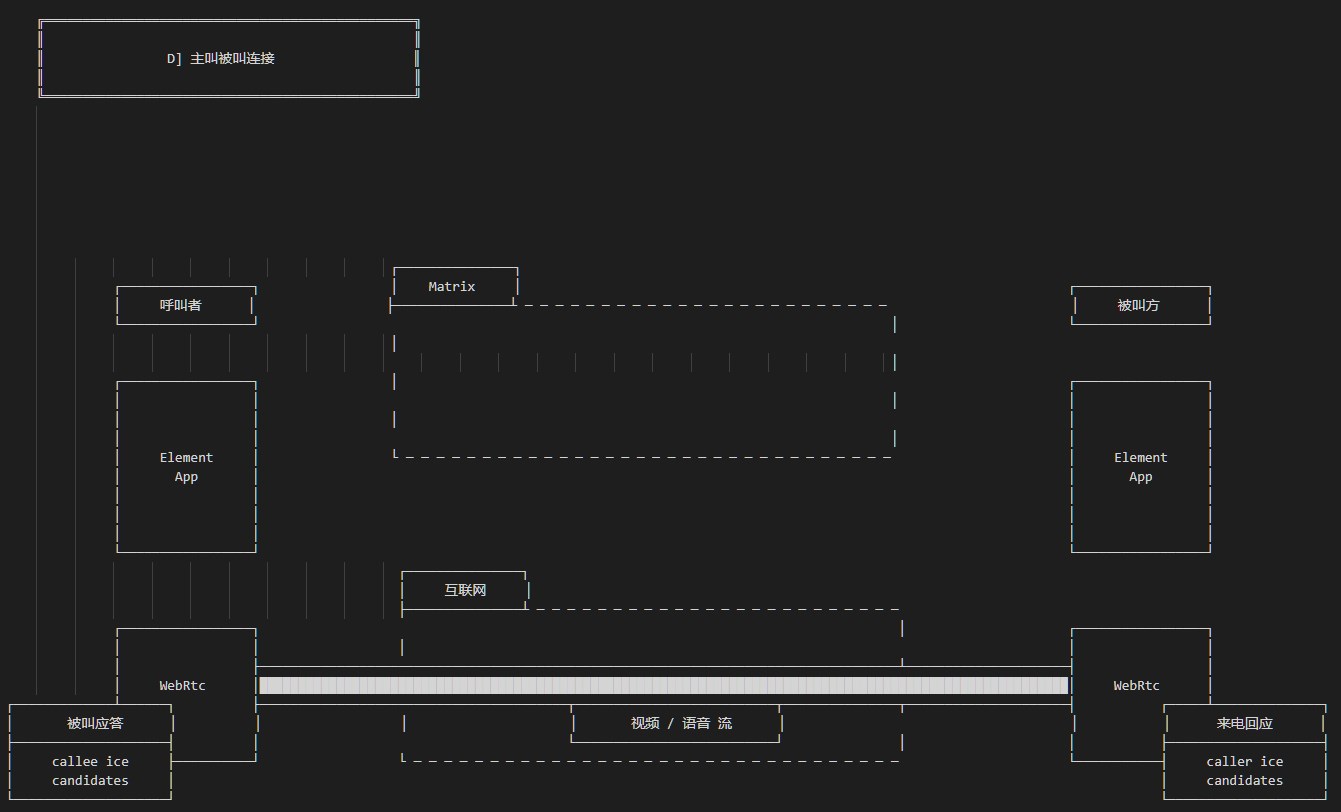 D] 主叫被叫连接
Matrix
呼叫者
被叫方
Element
App
Element
App
互联网
WebRtc
WebRtc
被叫应答
视频 / 语音 流
来电回应
callee ice
candidates
caller ice
candidates